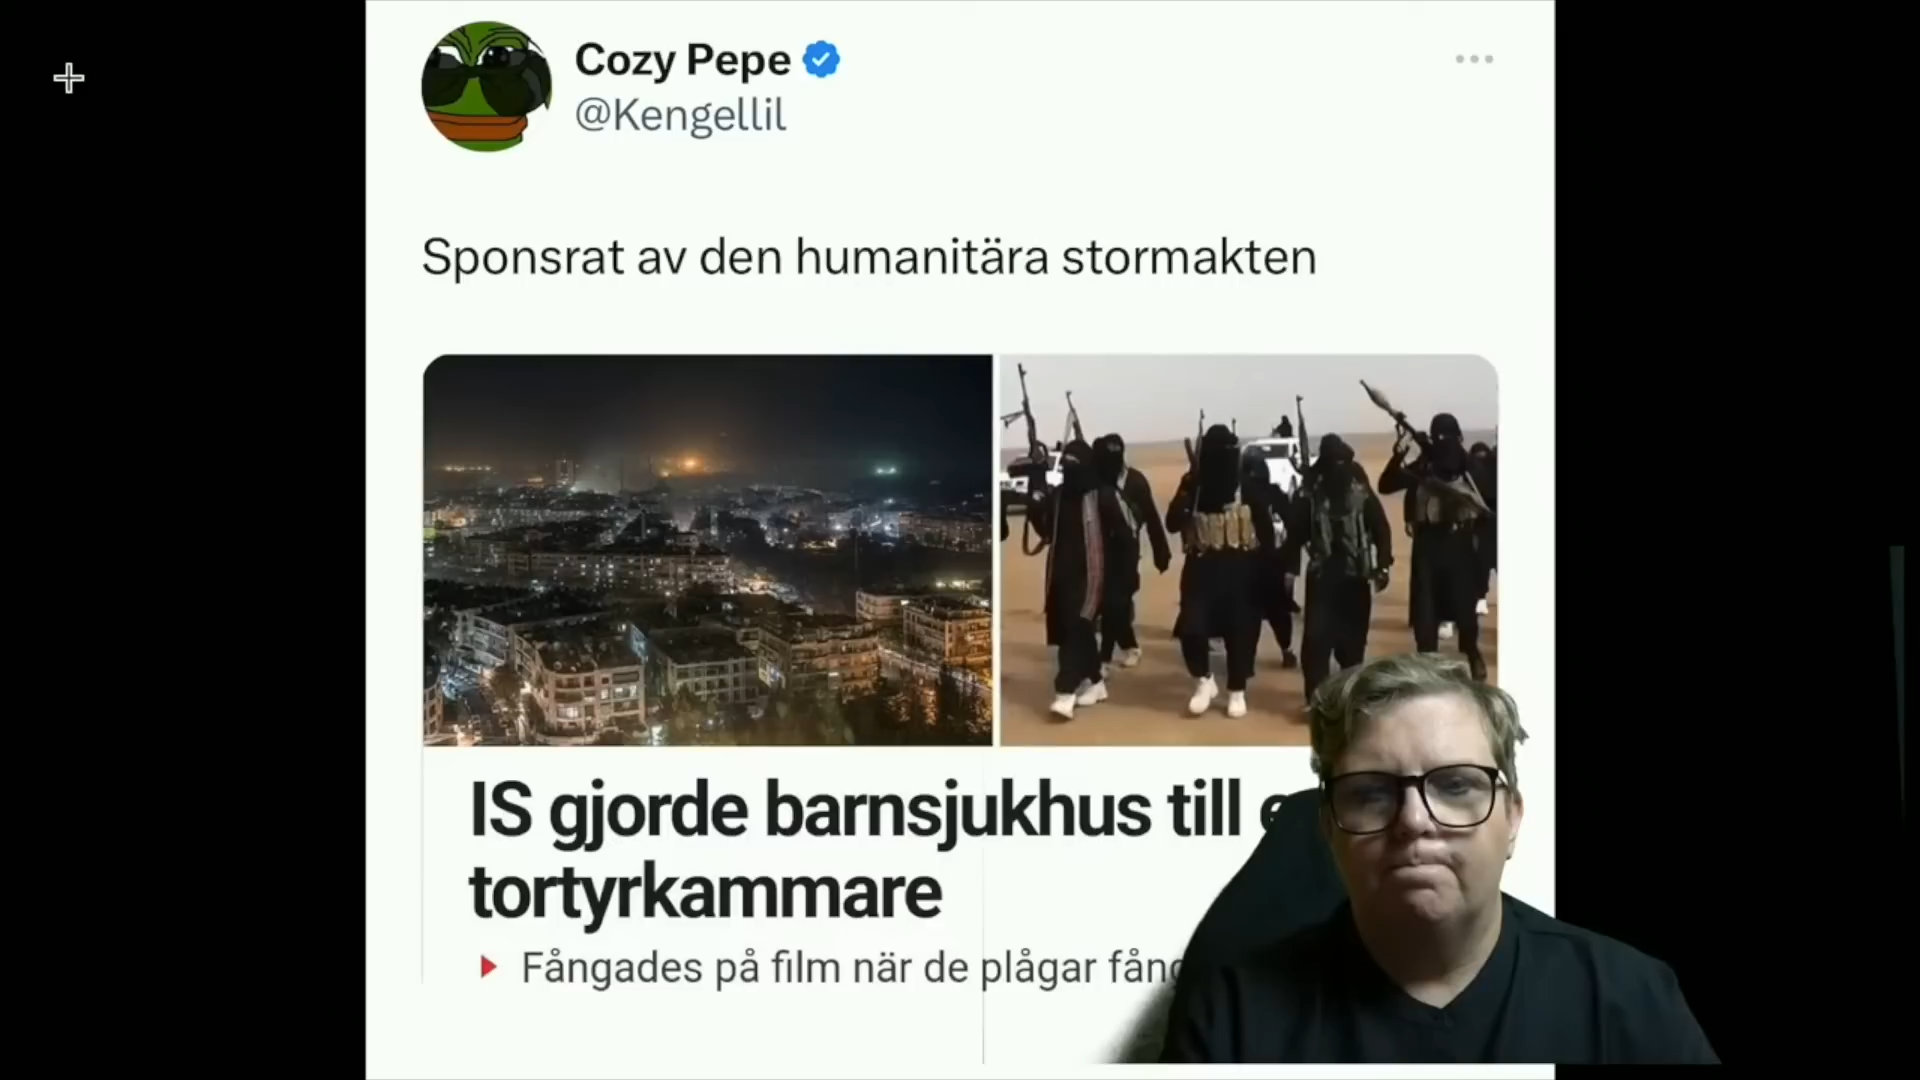 Cozy Pepe
@Kengellil
Sponsrat av den humanitära stormakten
IS gjorde barnsjukhus till
tortyrkammare
Fångades på film när de plågar